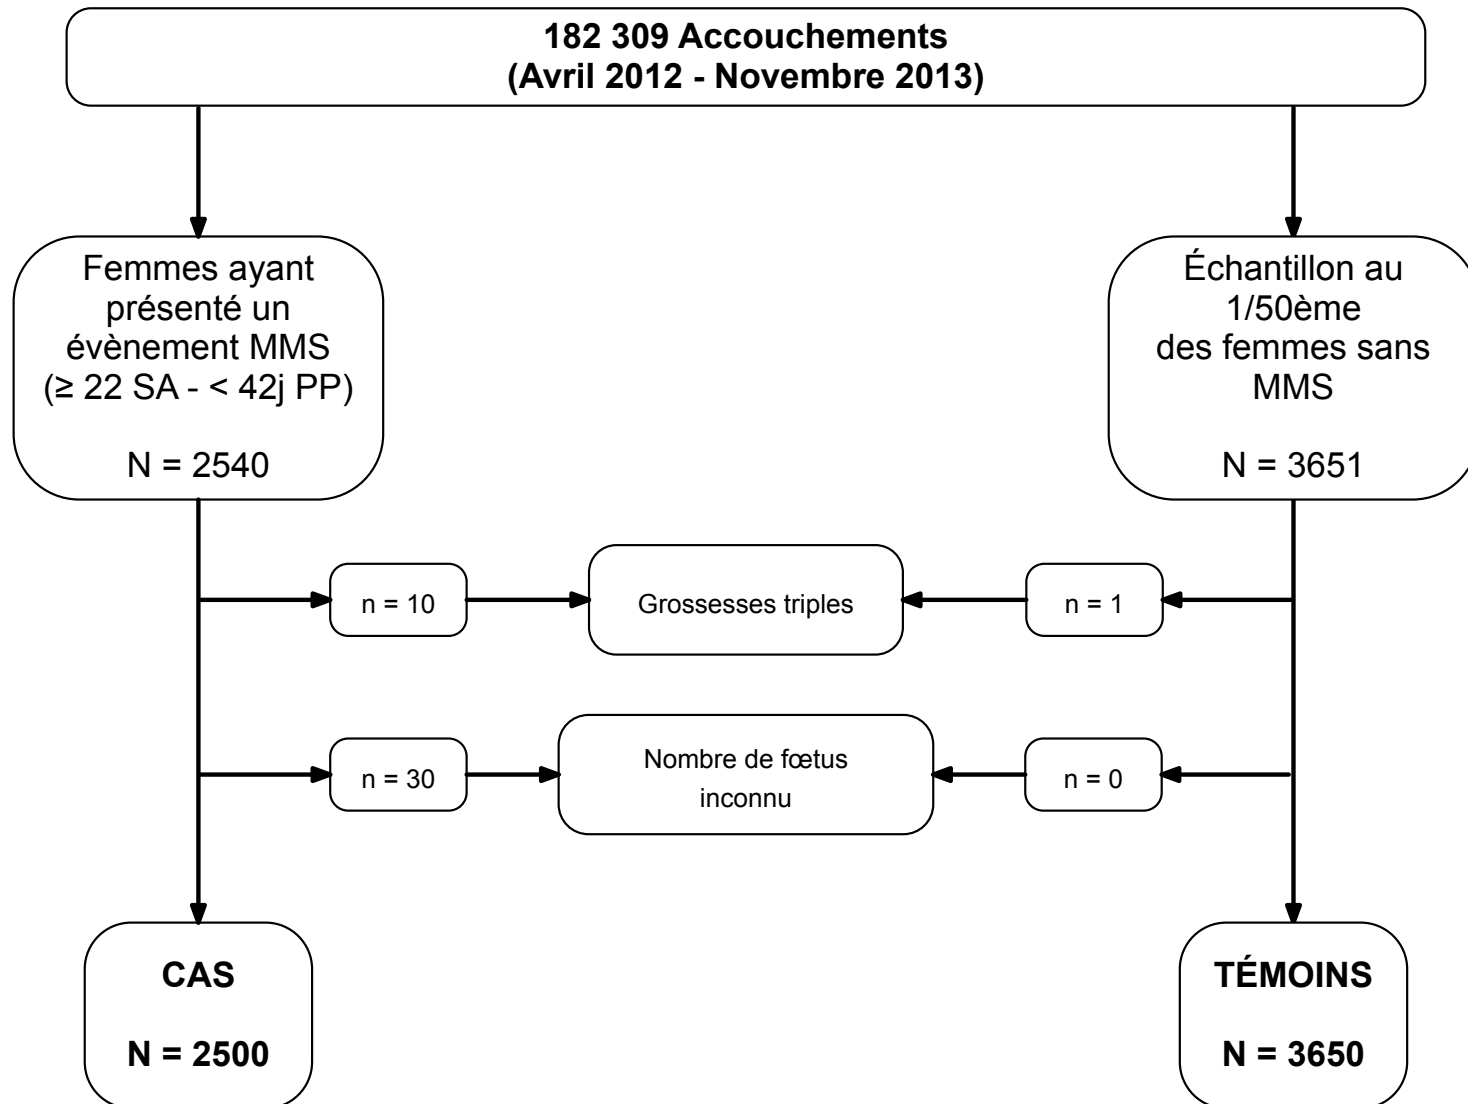 182 309 Accouchements
(Avril 2012 - Novembre 2013)
Femmes ayant
présenté un
évènement MMS
(≥ 22 SA - < 42j PP)
N = 2540
Échantillon au
1/50ème
des femmes sans
MMS
N = 3651
n = 10
Grossesses triples
n = 1
n = 30
Nombre de fœtus
inconnu
n = 0
CAS
N = 2500
TÉMOINS
N = 3650